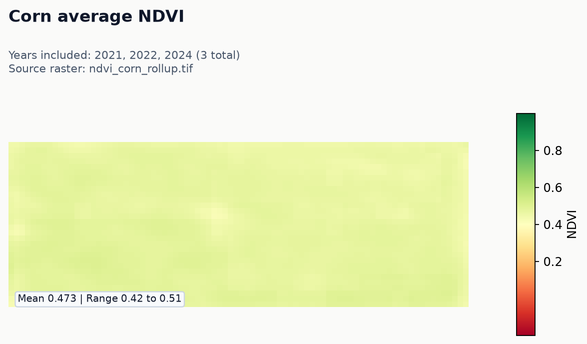 Corn average NDVI
Years included: 2021, 2022, 2024 (3 total)
Source raster: ndvi_corn_rollup.tif
0.8
0.6
0.4
0.2
NDVI
Mean 0.473 | Range 0.42 to 0.51